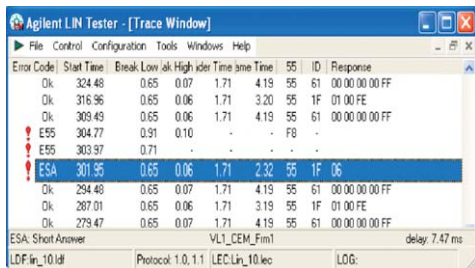 Agilent LIN Tester - [Trace Window]
File Control Configuration Tools Windows Help
Error Code Start Time Break Low ak High ider Time ame Time 55 ID Response
Ok 324.48 0.65 0.07 1.71 4.19 55 61 00 00 00 00 FF
Ok 316.96 0.65 0.06 1.71 3.20 55 1F 01 00 FE
Ok 309.49 0.65 0.06 1.71 4.19 55 61 00 00 00 00 FF
E55 304.77 0.91 0.10 - - F8 -
E55 303.97 0.71 - - - - -
ESA 301.95 0.65 0.06 1.71 2.32 55 1F 06
Ok 294.48 0.65 0.07 1.71 4.19 55 61 00 00 00 00 FF
Ok 287.01 0.65 0.06 1.71 3.19 55 1F 01 00 FE
Ok 279.47 0.65 0.07 1.71 4.19 55 61 00 00 00 00 FF
ESA: Short Answer VL1_CEM_Frm1 delay: 7.47 ms
LDF:lin_10.ldf Protocol: 1.0, 1.1 LEC:Lin_10.lec LOG: